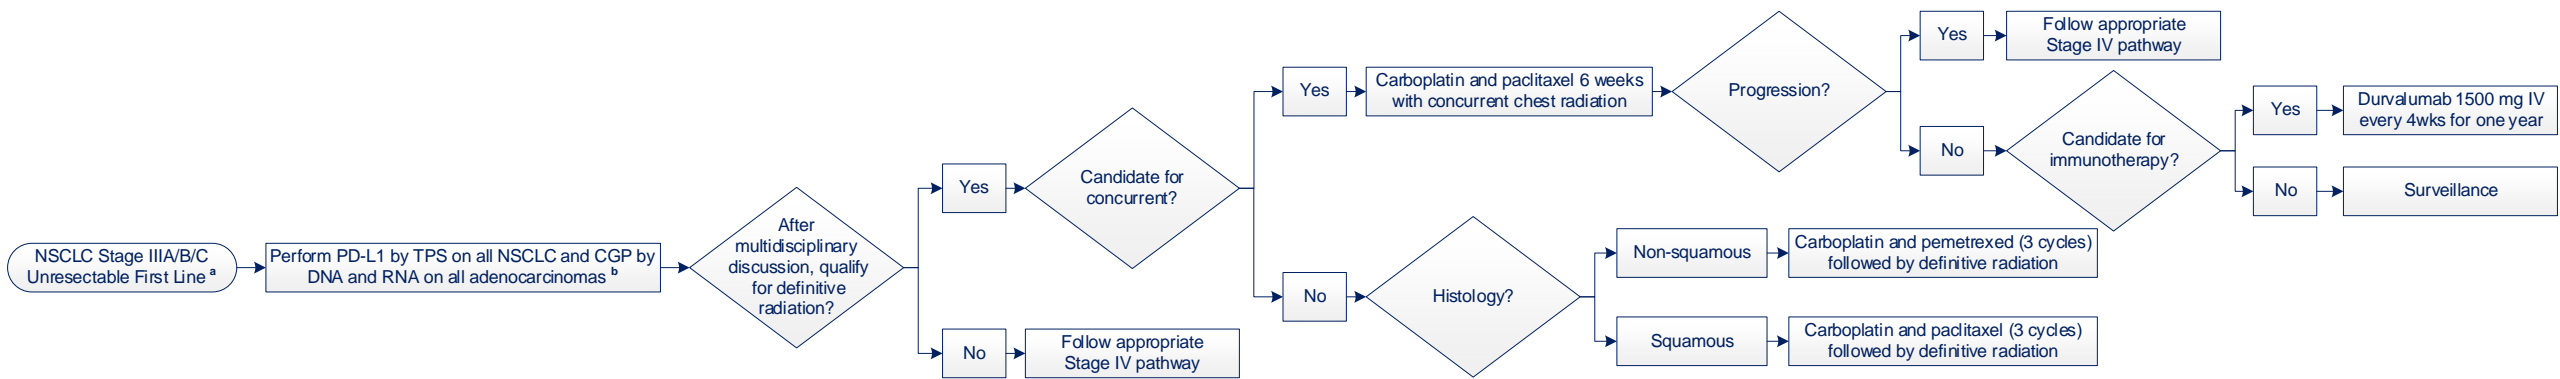 NSCLC Stage IIIA/B/C
Unresectable First Line a
Perform PD-L1 by TPS on all NSCLC and CGP by
DNA and RNA on all adenocarcinomas b
After
multidisciplinary
discussion, qualify
for definitive
radiation?
Yes
Candidate for
concurrent?
Yes
Carboplatin and paclitaxel 6 weeks
with concurrent chest radiation
Progression?
Yes
Follow appropriate
Stage IV pathway
No
Candidate for
immunotherapy?
Yes
Durvalumab 1500 mg IV
every 4wks for one year
No
Surveillance
No
Histology?
Non-squamous
Carboplatin and pemetrexed (3 cycles)
followed by definitive radiation
Squamous
Carboplatin and paclitaxel (3 cycles)
followed by definitive radiation
No
Follow appropriate
Stage IV pathway